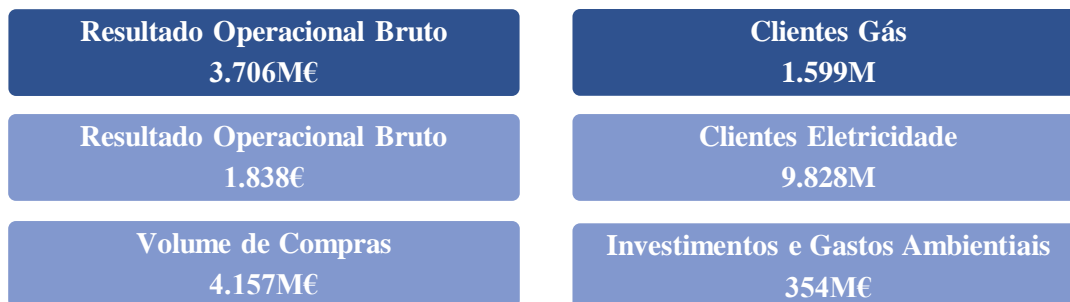 Resultado Operacional Bruto
3.706M€
Clientes Gás
1.599M
Resultado Operacional Bruto
1.838€
Clientes Eletricidade
9.828M
Volume de Compras
4.157M€
Investimentos e Gastos Ambientiais
354M€